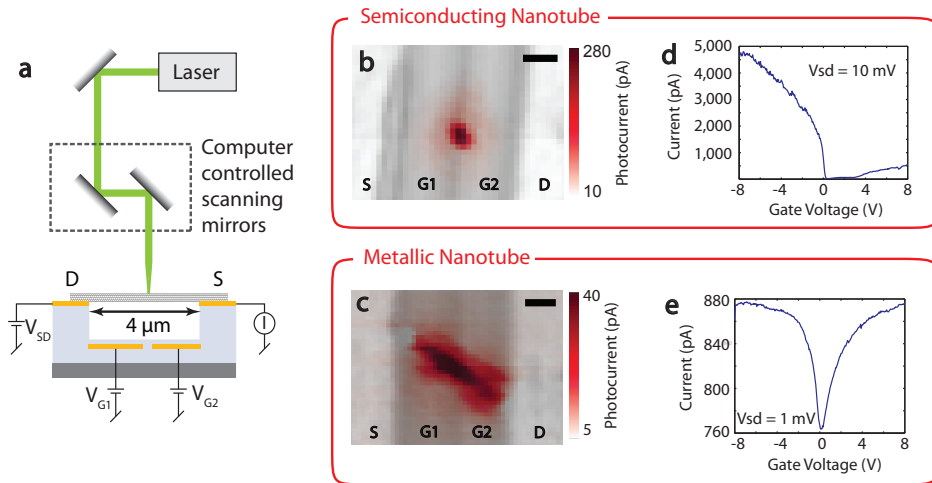 Semiconducting Nanotube
a
Laser
Computer
controlled
scanning
mirrors
D
S
4 μm
V_SD
I
V_G1
V_G2
b
S
G1
G2
D
280
Photocurrent (pA)
10
d
Vsd = 10 mV
5,000
4,000
3,000
2,000
1,000
Current (pA)
-8
-4
0
4
8
Gate Voltage (V)
Metallic Nanotube
c
S
G1
G2
D
40
Photocurrent (pA)
5
e
Vsd = 1 mV
880
840
800
760
Current (pA)
-8
-4
0
4
8
Gate Voltage (V)